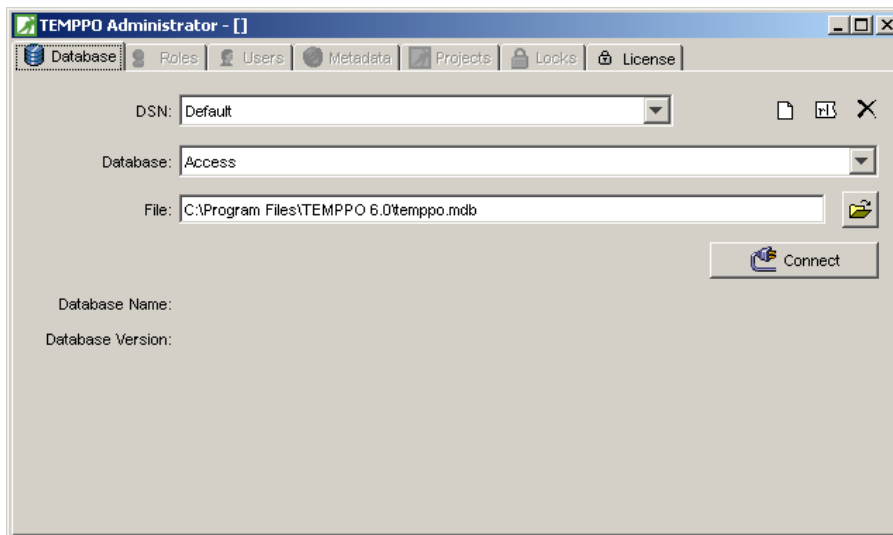 TEMPPO Administrator - []
Database Roles Users Metadata Projects Locks License
DSN: Default
Database: Access
File: C:\Program Files\TEMPPO 6.0\temppo.mdb
Connect
Database Name:
Database Version: